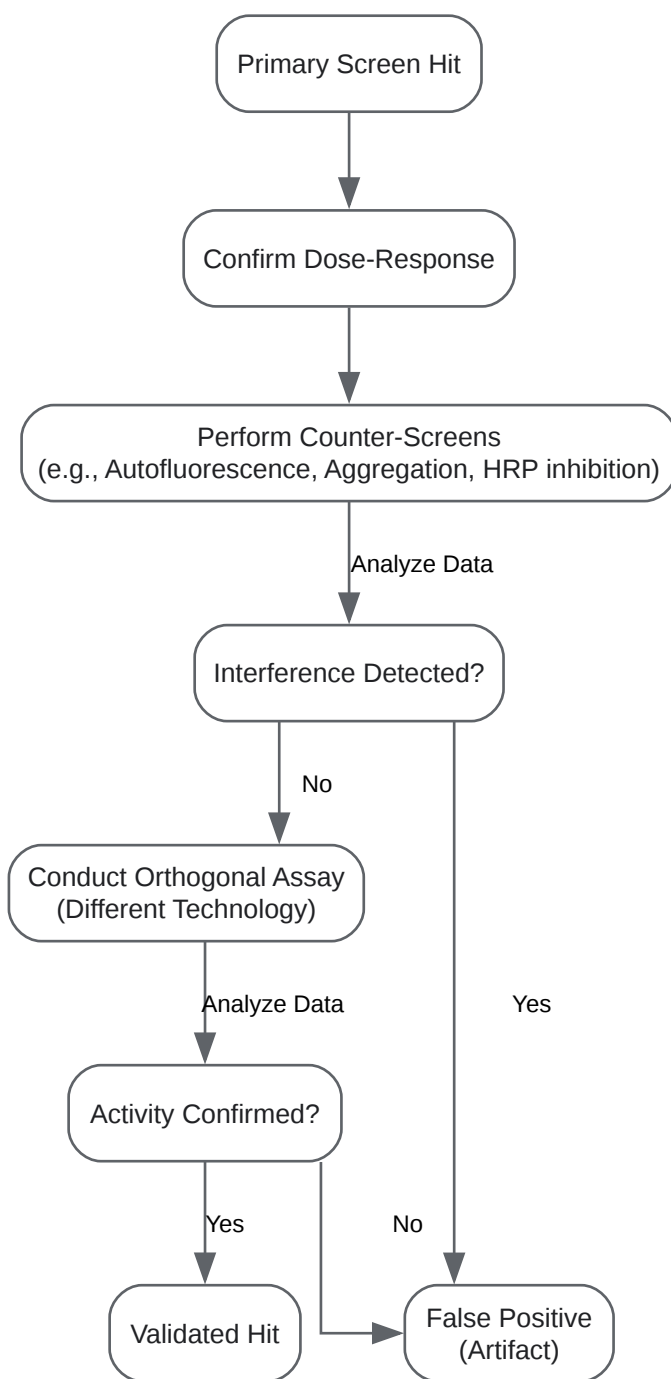 Primary Screen Hit
Confirm Dose-Response
Perform Counter-Screens
(e.g., Autofluorescence, Aggregation, HRP inhibition)
Analyze Data
Interference Detected?
No
Conduct Orthogonal Assay
(Different Technology)
Analyze Data
Yes
Activity Confirmed?
Yes
No
Validated Hit
False Positive
(Artifact)